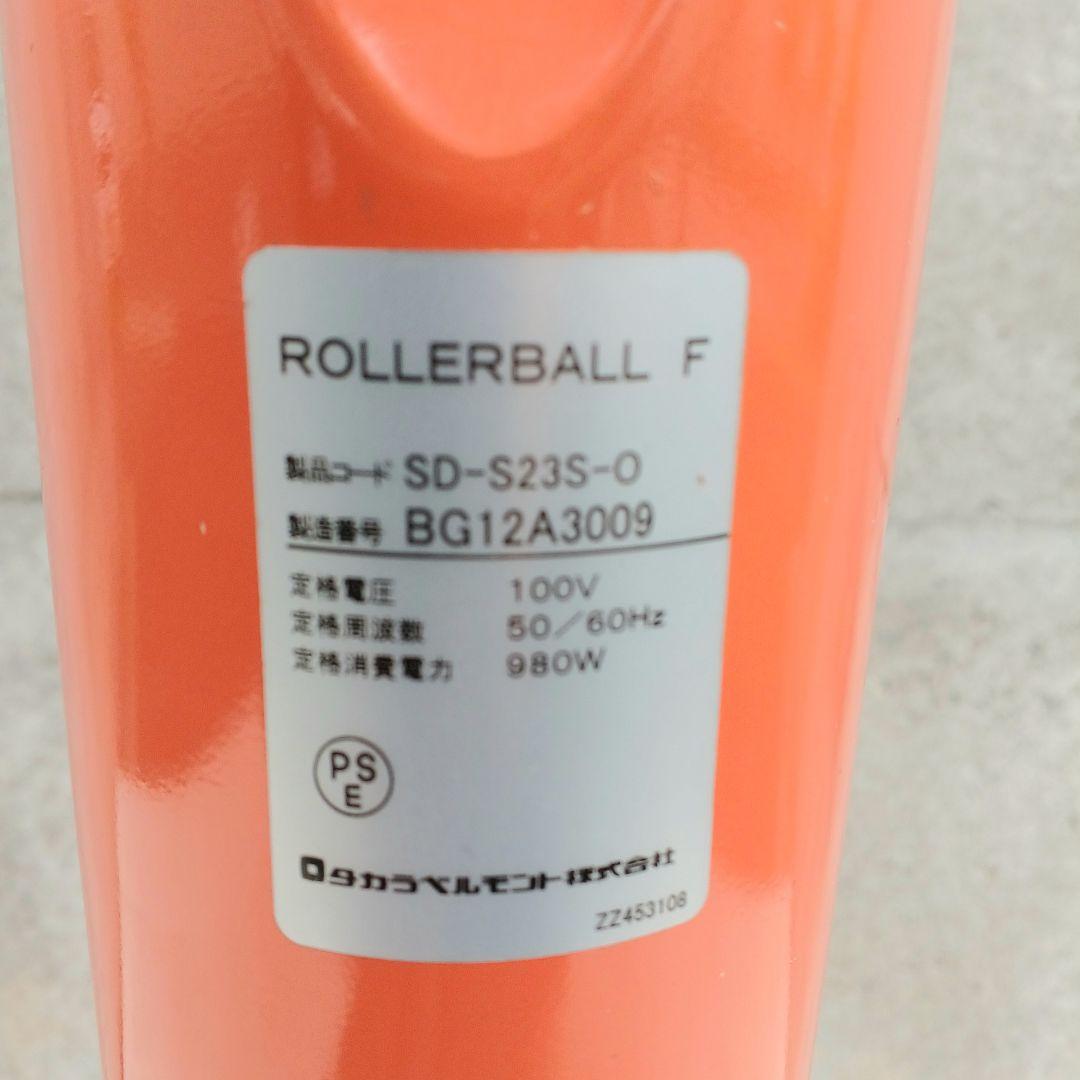 ROLLERBALL F
製品コード SD-S23S-O
製造番号 BG12A3009
定格電圧 100V
定格周波数 50/60Hz
定格消費電力 980W
PS
E
タカラベルモント株式会社
ZZ453108